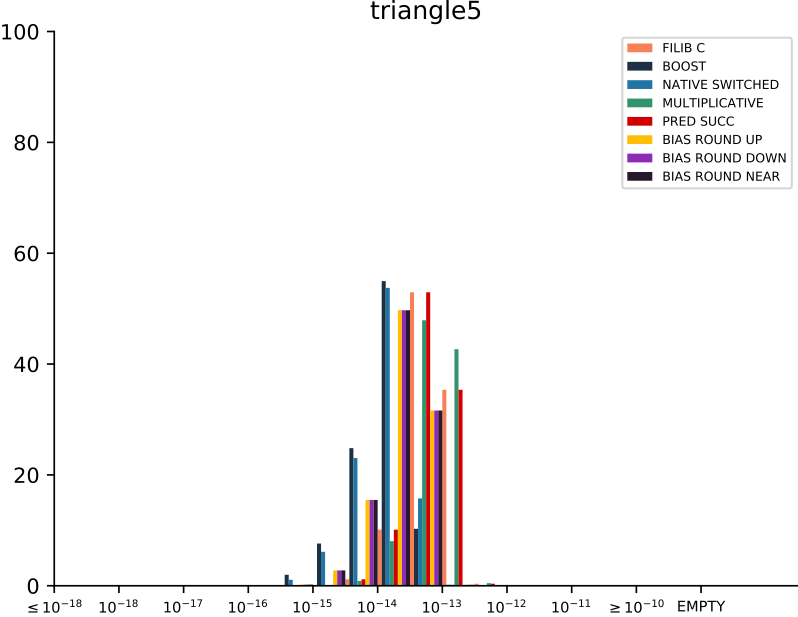 triangle5
100
80
60
40
20
0
FILIB C
BOOST
NATIVE SWITCHED
MULTIPLICATIVE
PRED SUCC
BIAS ROUND UP
BIAS ROUND DOWN
BIAS ROUND NEAR
≤ 10⁻¹⁸ 10⁻¹⁸ 10⁻¹⁷ 10⁻¹⁶ 10⁻¹⁵ 10⁻¹⁴ 10⁻¹³ 10⁻¹² 10⁻¹¹ ≥ 10⁻¹⁰ EMPTY